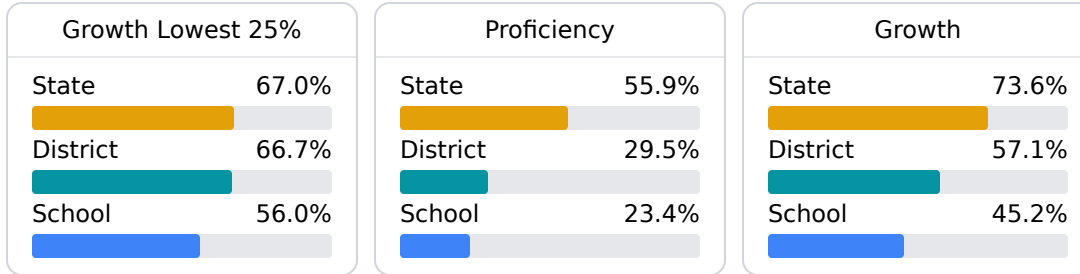 Growth Lowest 25%
State 67.0%
District 66.7%
School 56.0%
Proficiency
State 55.9%
District 29.5%
School 23.4%
Growth
State 73.6%
District 57.1%
School 45.2%